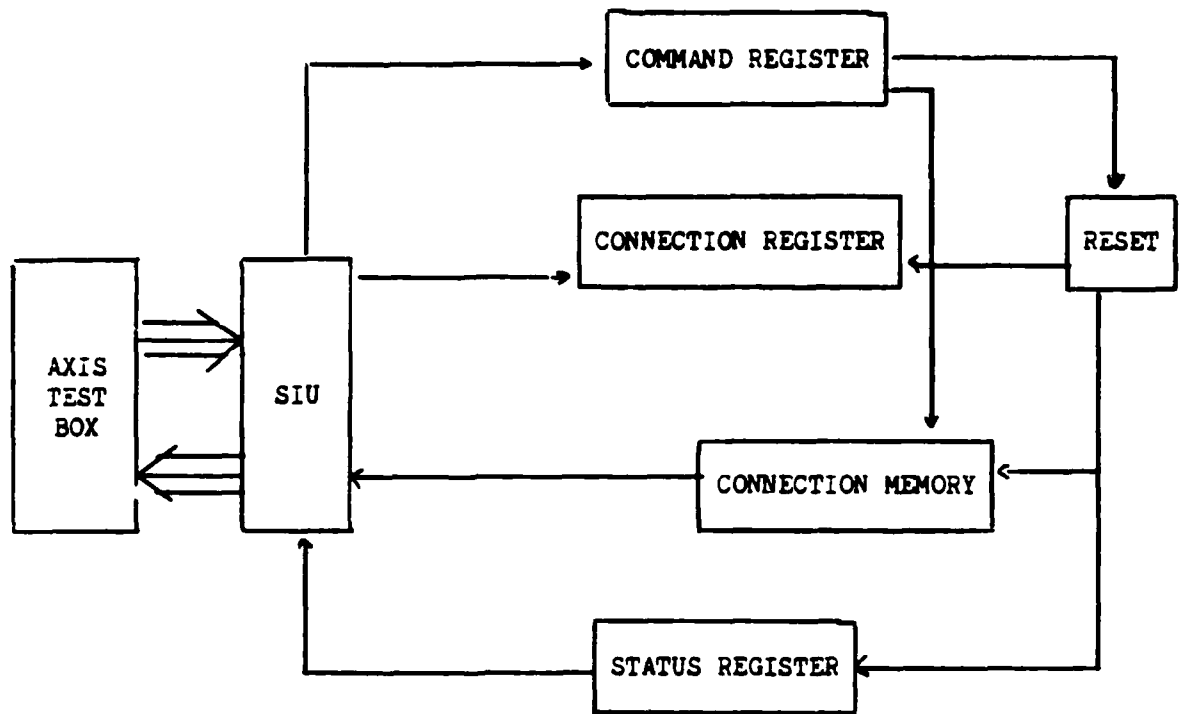 COMMAND REGISTER
CONNECTION REGISTER
RESET
AXIS
TEST
BOX
SIU
CONNECTION MEMORY
STATUS REGISTER